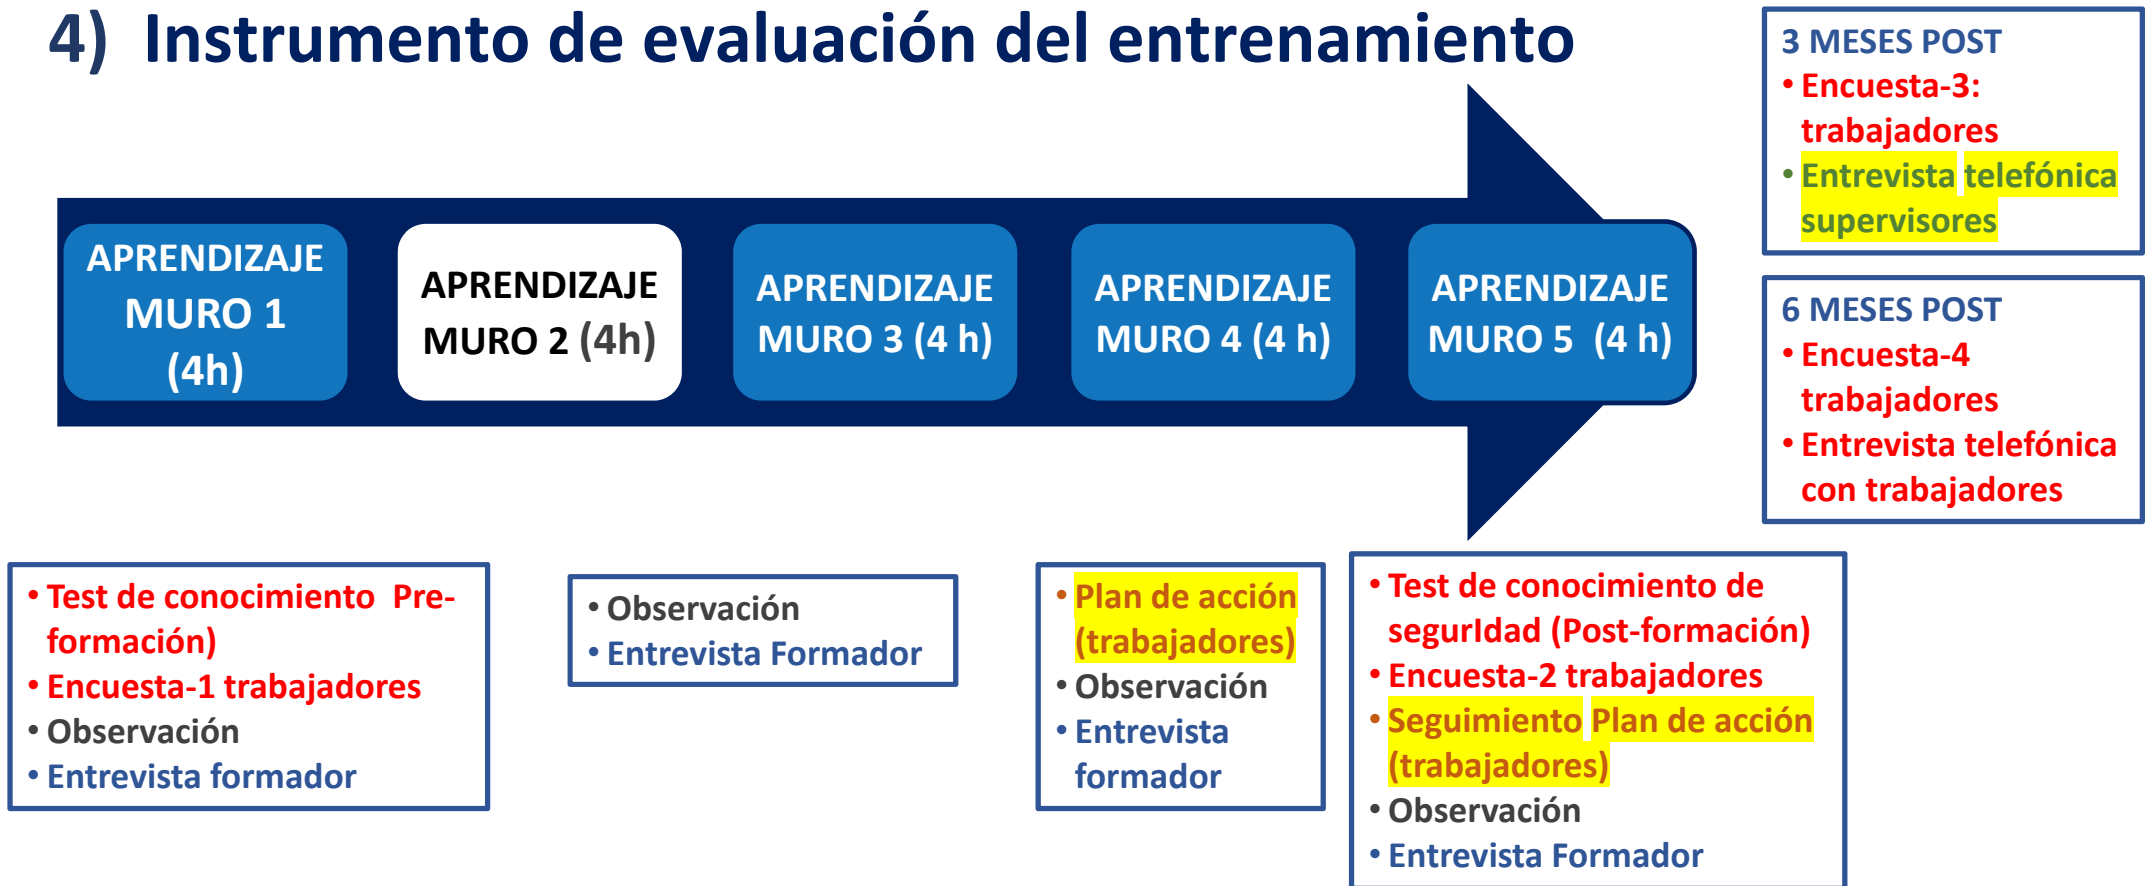 4) Instrumento de evaluación del entrenamiento
APRENDIZAJE
MURO 1
(4h)
APRENDIZAJE
MURO 2 (4h)
APRENDIZAJE
MURO 3 (4 h)
APRENDIZAJE
MURO 4 (4 h)
APRENDIZAJE
MURO 5 (4 h)
3 MESES POST
• Encuesta-3:
trabajadores
• Entrevista telefónica
supervisores
6 MESES POST
• Encuesta-4
trabajadores
• Entrevista telefónica
con trabajadores
• Test de conocimiento Pre-
formación)
• Encuesta-1 trabajadores
• Observación
• Entrevista formador
• Observación
• Entrevista Formador
• Plan de acción
(trabajadores)
• Observación
• Entrevista
formador
• Test de conocimiento de
segurIdad (Post-formación)
• Encuesta-2 trabajadores
• Seguimiento Plan de acción
(trabajadores)
• Observación
• Entrevista Formador